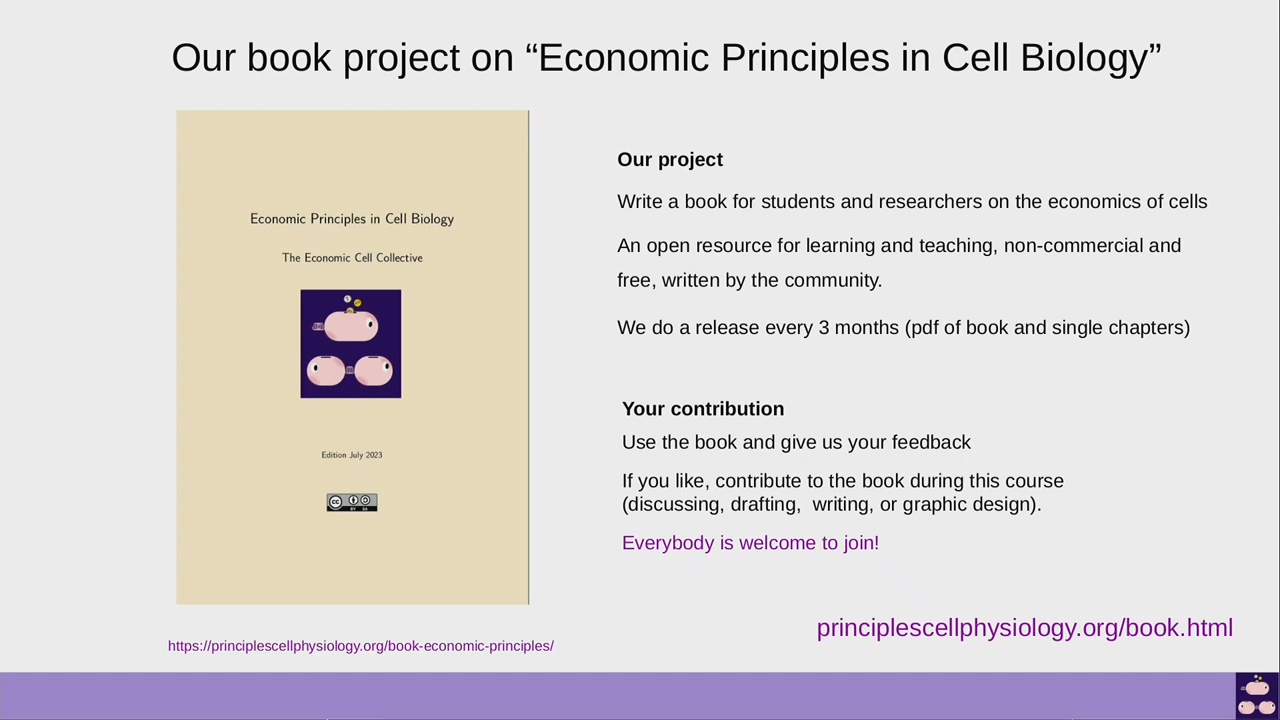 Our book project on “Economic Principles in Cell Biology”
Economic Principles in Cell Biology
The Economic Cell Collective
Edition July 2023
CC BY SA
https://principlescellphysiology.org/book-economic-principles/
Our project
Write a book for students and researchers on the economics of cells
An open resource for learning and teaching, non-commercial and
free, written by the community.
We do a release every 3 months (pdf of book and single chapters)
Your contribution
Use the book and give us your feedback
If you like, contribute to the book during this course
(discussing, drafting,  writing, or graphic design).
Everybody is welcome to join!
principlescellphysiology.org/book.html